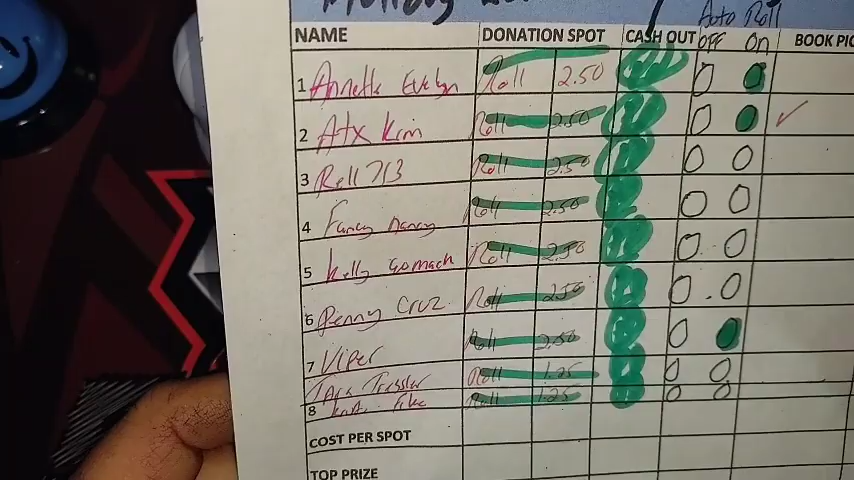 Auto Roll
NAME DONATION SPOT CASH OUT OFF On BOOK PIC
1 Annette Evelyn Roll 2.50
2 Atx Kim Roll 2.50
3 Rell 713 Roll 2.50
4 Fancy Nancy Roll 2.50
5 Kelly Gomach Roll 2.50
6 Penny Cruz Roll 2.50
7 Viper Roll 2.50
Tressler Roll 1.25
8 Roll 1.25
COST PER SPOT
TOP PRIZE